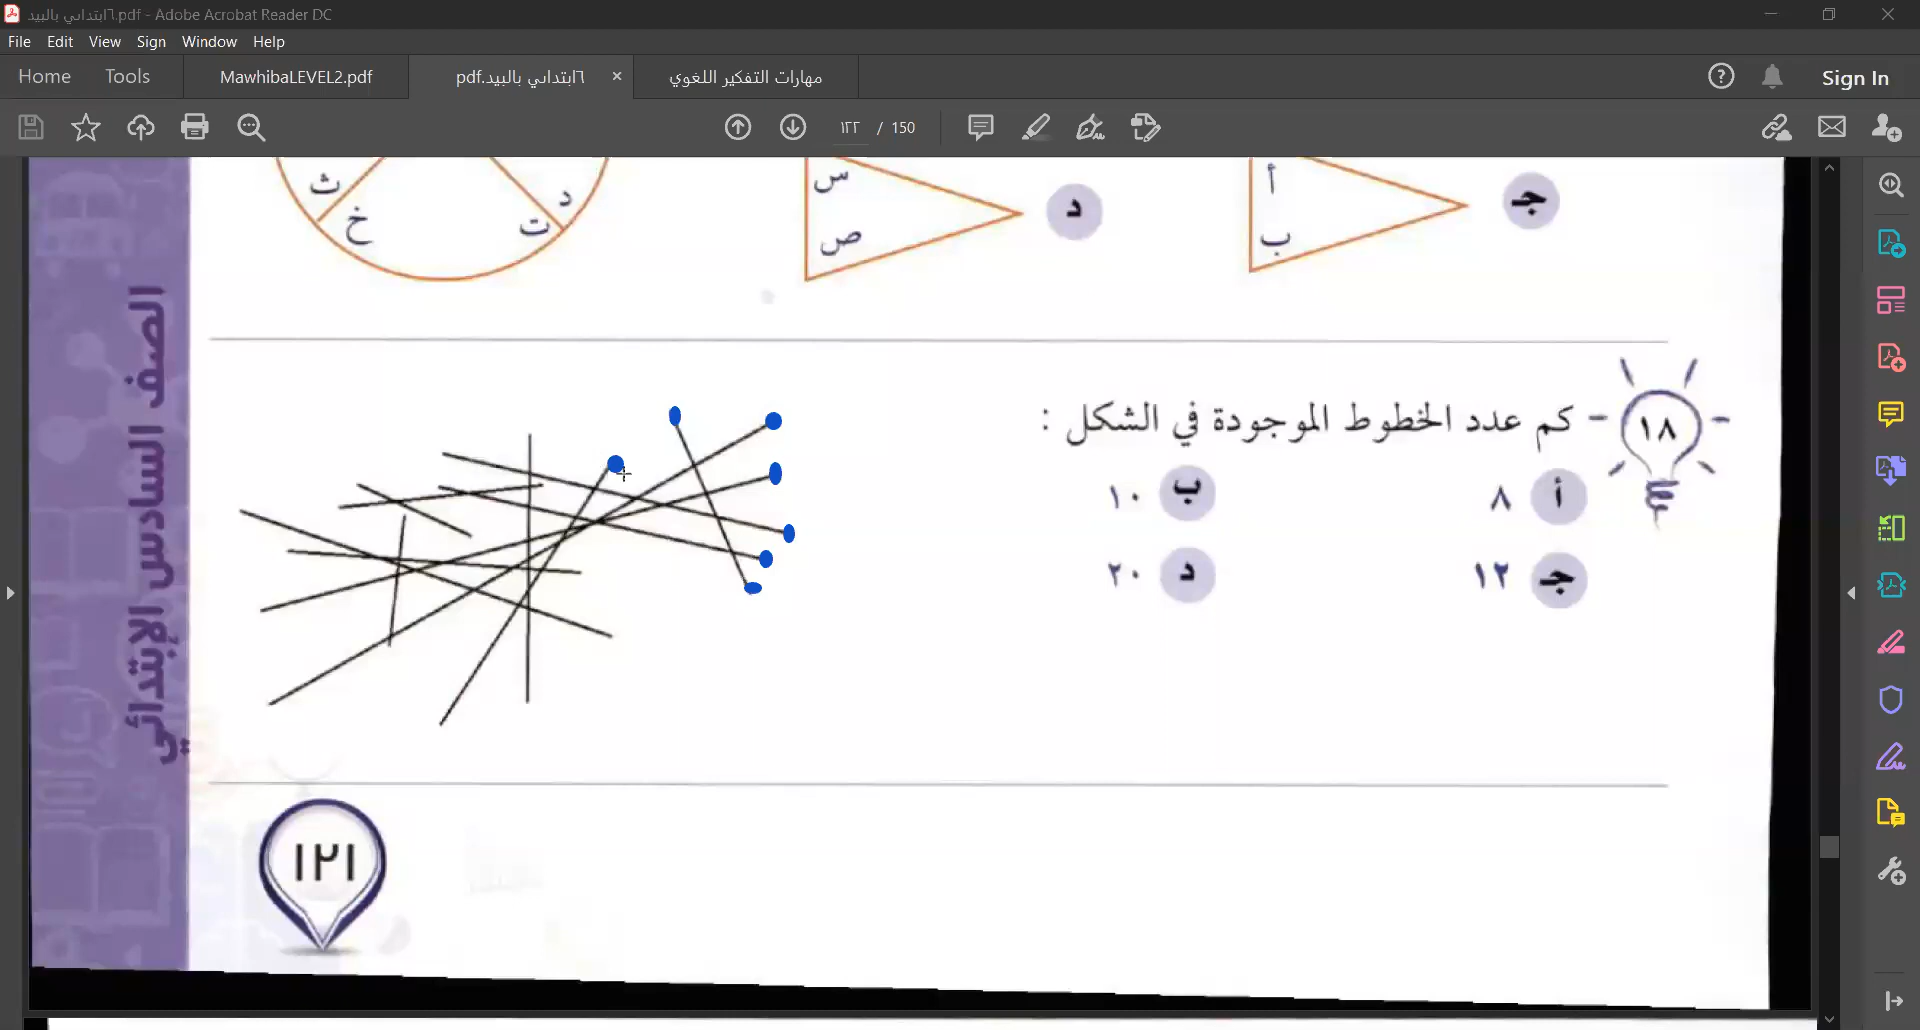 ٦ابتدائي بالبيد.pdf - Adobe Acrobat Reader DC
File Edit View Sign Window Help
Home Tools MawhibaLEVEL2.pdf ٦ابتدائي بالبيد.pdf × مهارات التفكير اللغوي Sign In
١٢٢ / 150
ث خ ت د
س ص
د
أ ب
جـ
١٨ - كم عدد الخطوط الموجودة في الشكل :
أ ٨ ب ١٠
جـ ١٢ د ٢٠
الصف السادس الابتدائي
١٢١